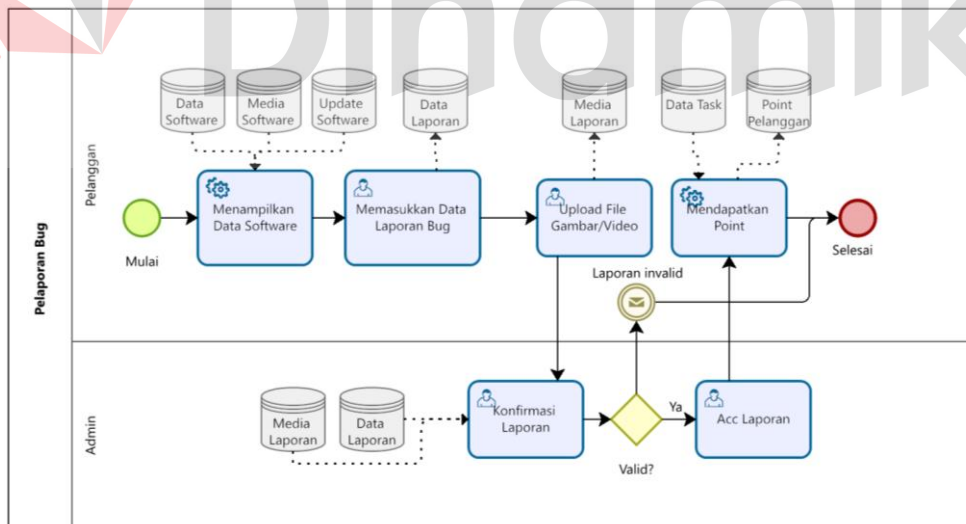 Dinamik
Pelaporan Bug
Pelanggan
Data
Software
Media
Software
Update
Software
Data
Laporan
Media
Laporan
Data Task
Point
Pelanggan
Mulai
Menampilkan
Data Software
Memasukkan Data
Laporan Bug
Upload File
Gambar/Video
Mendapatkan
Point
Selesai
Laporan invalid
Admin
Media
Laporan
Data
Laporan
Konfirmasi
Laporan
Valid?
Ya
Acc Laporan